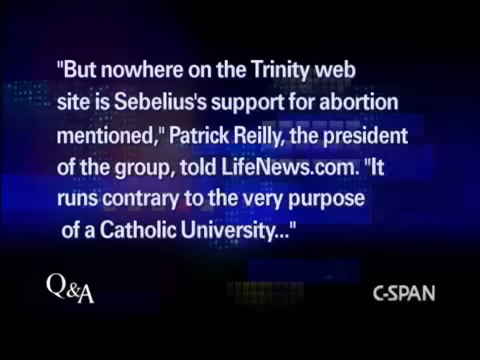 "But nowhere on the Trinity web
site is Sebelius's support for abortion
mentioned," Patrick Reilly, the president
of the group, told LifeNews.com. "It
runs contrary to the very purpose
of a Catholic University..."
Q&A
C-SPAN